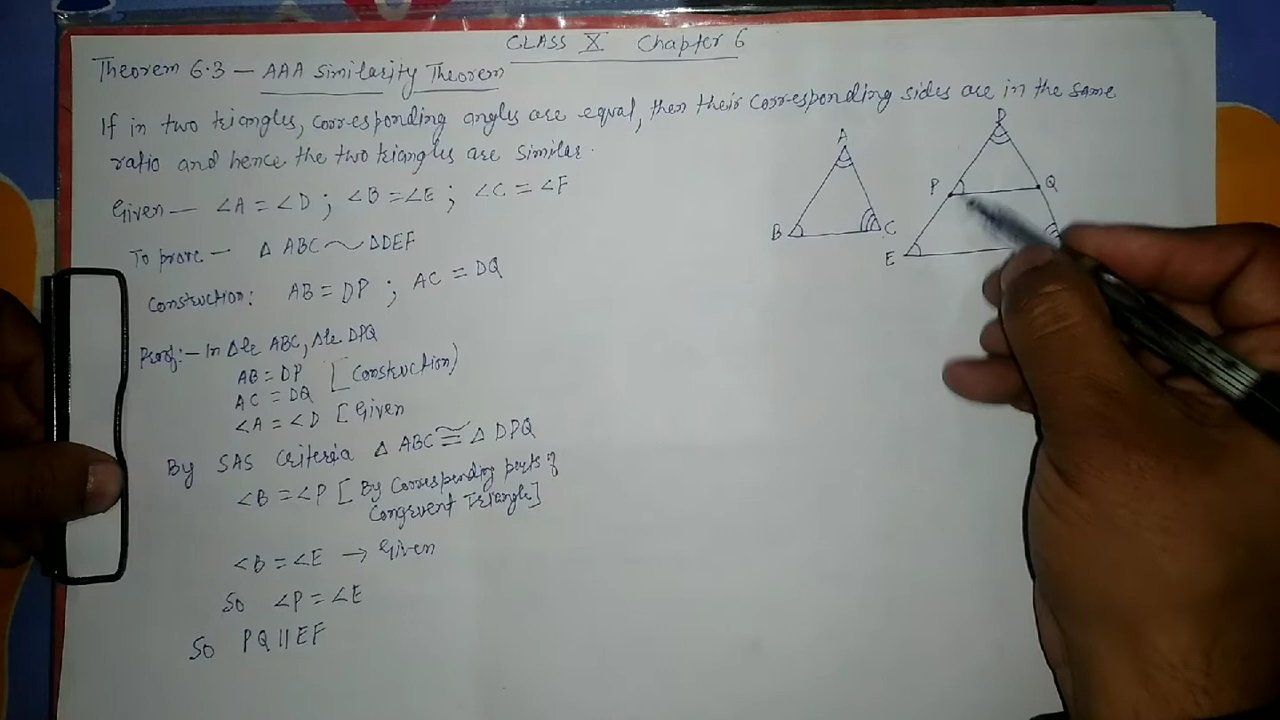 CLASS X Chapter 6
Theorem 6.3 — AAA Similarity Theorem
If in two triangles, corresponding angles are equal, then their corresponding sides are in the same
ratio and hence the two triangles are similar.
Given — ∠A = ∠D ; ∠B = ∠E ; ∠C = ∠F
To prove — Δ ABC ~ ΔDEF
Construction: AB = DP ; AC = DQ
Proof:- In Δle ABC, Δle DPQ
AB = DP [Construction)
AC = DQ
∠A = ∠D [Given
By SAS Criteria Δ ABC ≅ Δ DPQ
∠B = ∠P [By Corresponding parts of
Congruent Triangle]
∠B = ∠E → Given
So ∠P = ∠E
So PQ || EF
A
B
C
D
P
Q
E